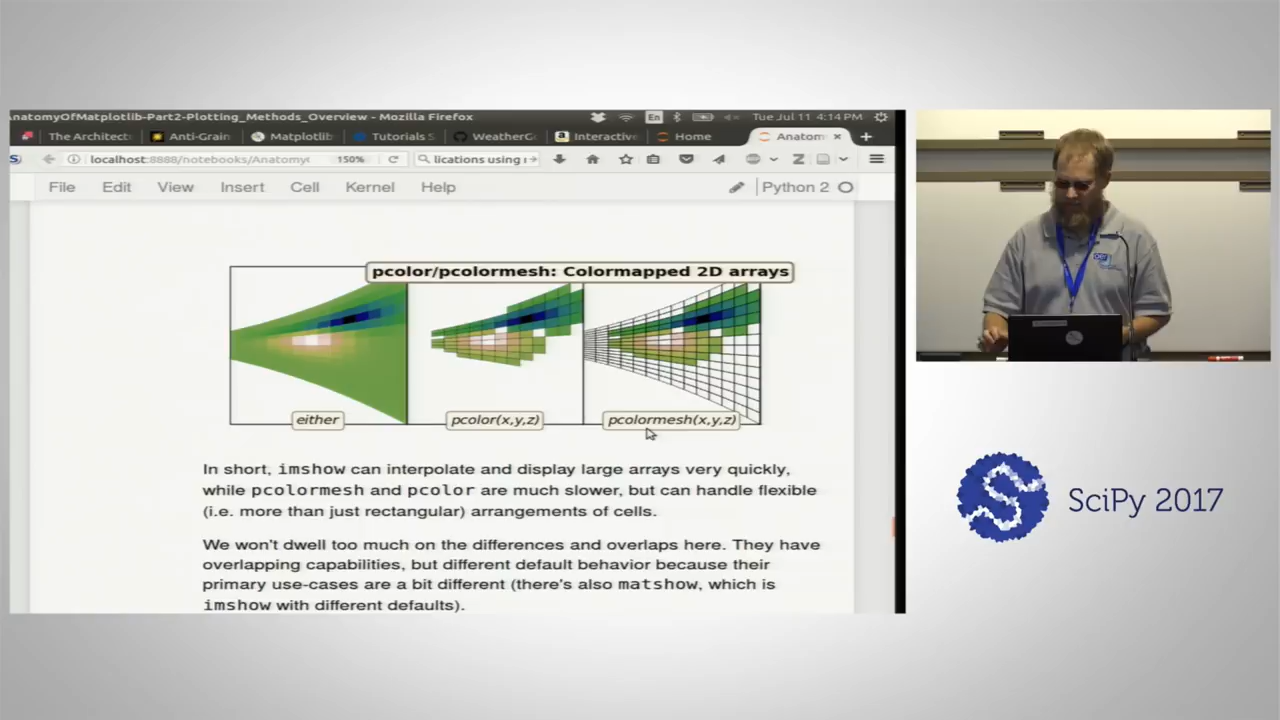 AnatomyOfMatplotlib-Part2-Plotting_Methods_Overview - Mozilla Firefox
En
Tue Jul 11 4:14 PM
The Architect
Anti-Grain
Matplotlib
Tutorials S
WeatherGe
Interactive
Home
Anatom
localhost:8888/notebooks/Anatomy
150%
lications using
File Edit View Insert Cell Kernel Help
Python 2
pcolor/pcolormesh: Colormapped 2D arrays
either
pcolor(x,y,z)
pcolormesh(x,y,z)
In short, imshow can interpolate and display large arrays very quickly,
while pcolormesh and pcolor are much slower, but can handle flexible
(i.e. more than just rectangular) arrangements of cells.
We won't dwell too much on the differences and overlaps here. They have
overlapping capabilities, but different default behavior because their
primary use-cases are a bit different (there's also matshow, which is
imshow with different defaults).
SciPy 2017